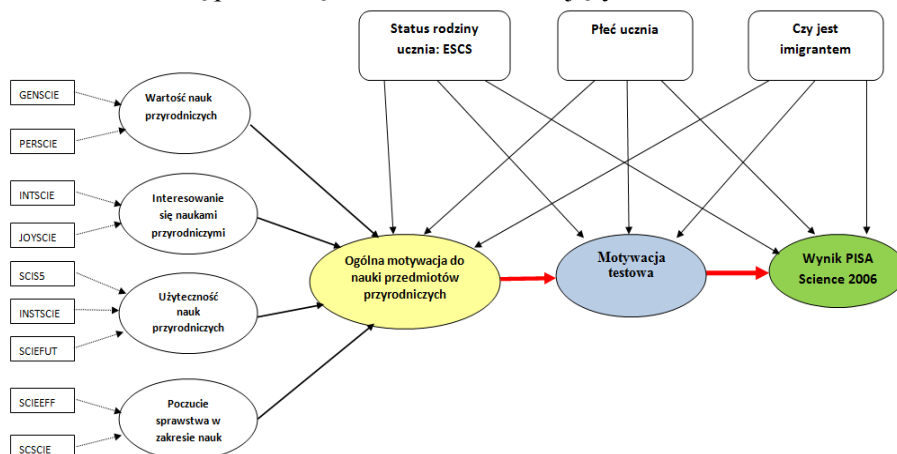 Status rodziny
ucznia: ESCS
Płeć ucznia
Czy jest
imigrantem
GENSCIE
PERSCIE
Wartość nauk
przyrodniczych
INTSCIE
JOYSCIE
Interesowanie
się naukami
przyrodniczymi
SCIS5
INSTSCIE
SCIEFUT
Użyteczność
nauk
przyrodniczych
SCIEEFF
SCSCIE
Poczucie
sprawstwa w
zakresie nauk
Ogólna motywacja do
nauki przedmiotów
przyrodniczych
Motywacja
testowa
Wynik PISA
Science 2006